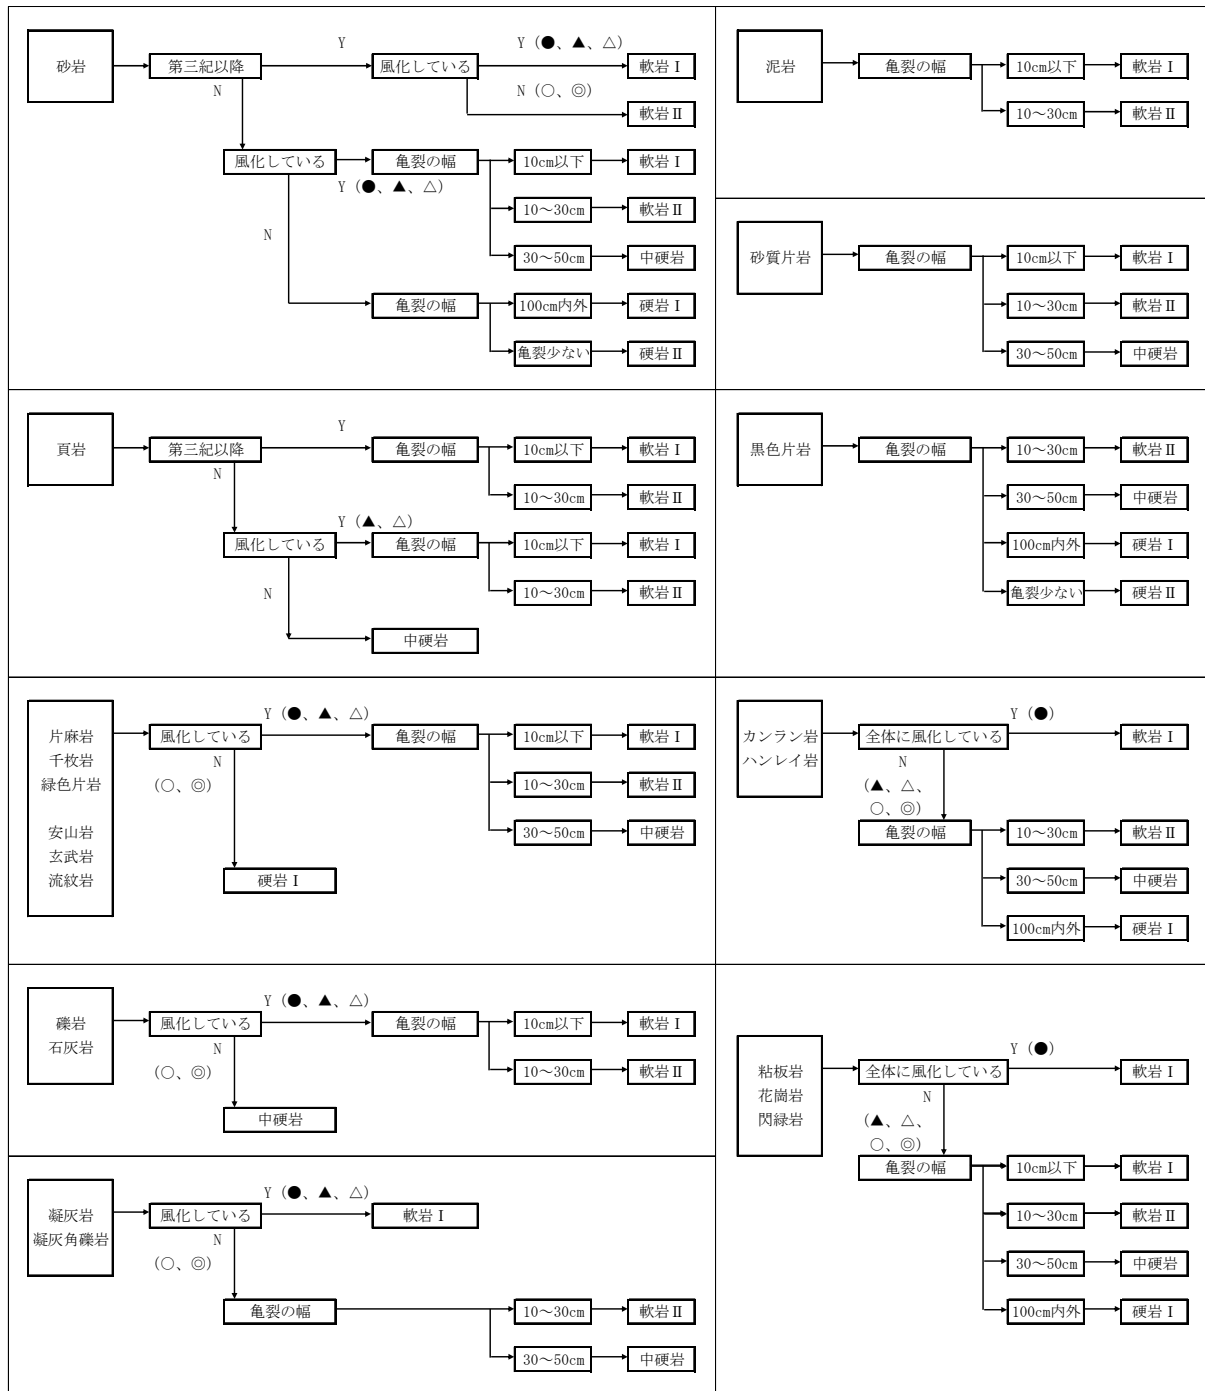 砂岩
第三紀以降
Y
風化している
Y（●、▲、△）
軟岩Ⅰ
N（○、◎）
軟岩Ⅱ
N
風化している
Y（●、▲、△）
亀裂の幅
10cm以下
軟岩Ⅰ
10～30cm
軟岩Ⅱ
30～50cm
中硬岩
N
亀裂の幅
100cm内外
硬岩Ⅰ
亀裂少ない
硬岩Ⅱ
泥岩
亀裂の幅
10cm以下
軟岩Ⅰ
10～30cm
軟岩Ⅱ
砂質片岩
亀裂の幅
10cm以下
軟岩Ⅰ
10～30cm
軟岩Ⅱ
30～50cm
中硬岩
頁岩
第三紀以降
Y
亀裂の幅
10cm以下
軟岩Ⅰ
10～30cm
軟岩Ⅱ
N
風化している
Y（▲、△）
亀裂の幅
10cm以下
軟岩Ⅰ
10～30cm
軟岩Ⅱ
N
中硬岩
黒色片岩
亀裂の幅
10～30cm
軟岩Ⅱ
30～50cm
中硬岩
100cm内外
硬岩Ⅰ
亀裂少ない
硬岩Ⅱ
片麻岩
千枚岩
緑色片岩
安山岩
玄武岩
流紋岩
風化している
Y（●、▲、△）
亀裂の幅
10cm以下
軟岩Ⅰ
10～30cm
軟岩Ⅱ
30～50cm
中硬岩
N
（○、◎）
硬岩Ⅰ
カンラン岩
ハンレイ岩
全体に風化している
Y（●）
軟岩Ⅰ
N
（▲、△、
○、◎）
亀裂の幅
10～30cm
軟岩Ⅱ
30～50cm
中硬岩
100cm内外
硬岩Ⅰ
礫岩
石灰岩
風化している
Y（●、▲、△）
亀裂の幅
10cm以下
軟岩Ⅰ
10～30cm
軟岩Ⅱ
N
（○、◎）
中硬岩
粘板岩
花崗岩
閃緑岩
全体に風化している
Y（●）
軟岩Ⅰ
N
（▲、△、
○、◎）
亀裂の幅
10cm以下
軟岩Ⅰ
10～30cm
軟岩Ⅱ
30～50cm
中硬岩
100cm内外
硬岩Ⅰ
凝灰岩
凝灰角礫岩
風化している
Y（●、▲、△）
軟岩Ⅰ
N
（○、◎）
亀裂の幅
10～30cm
軟岩Ⅱ
30～50cm
中硬岩